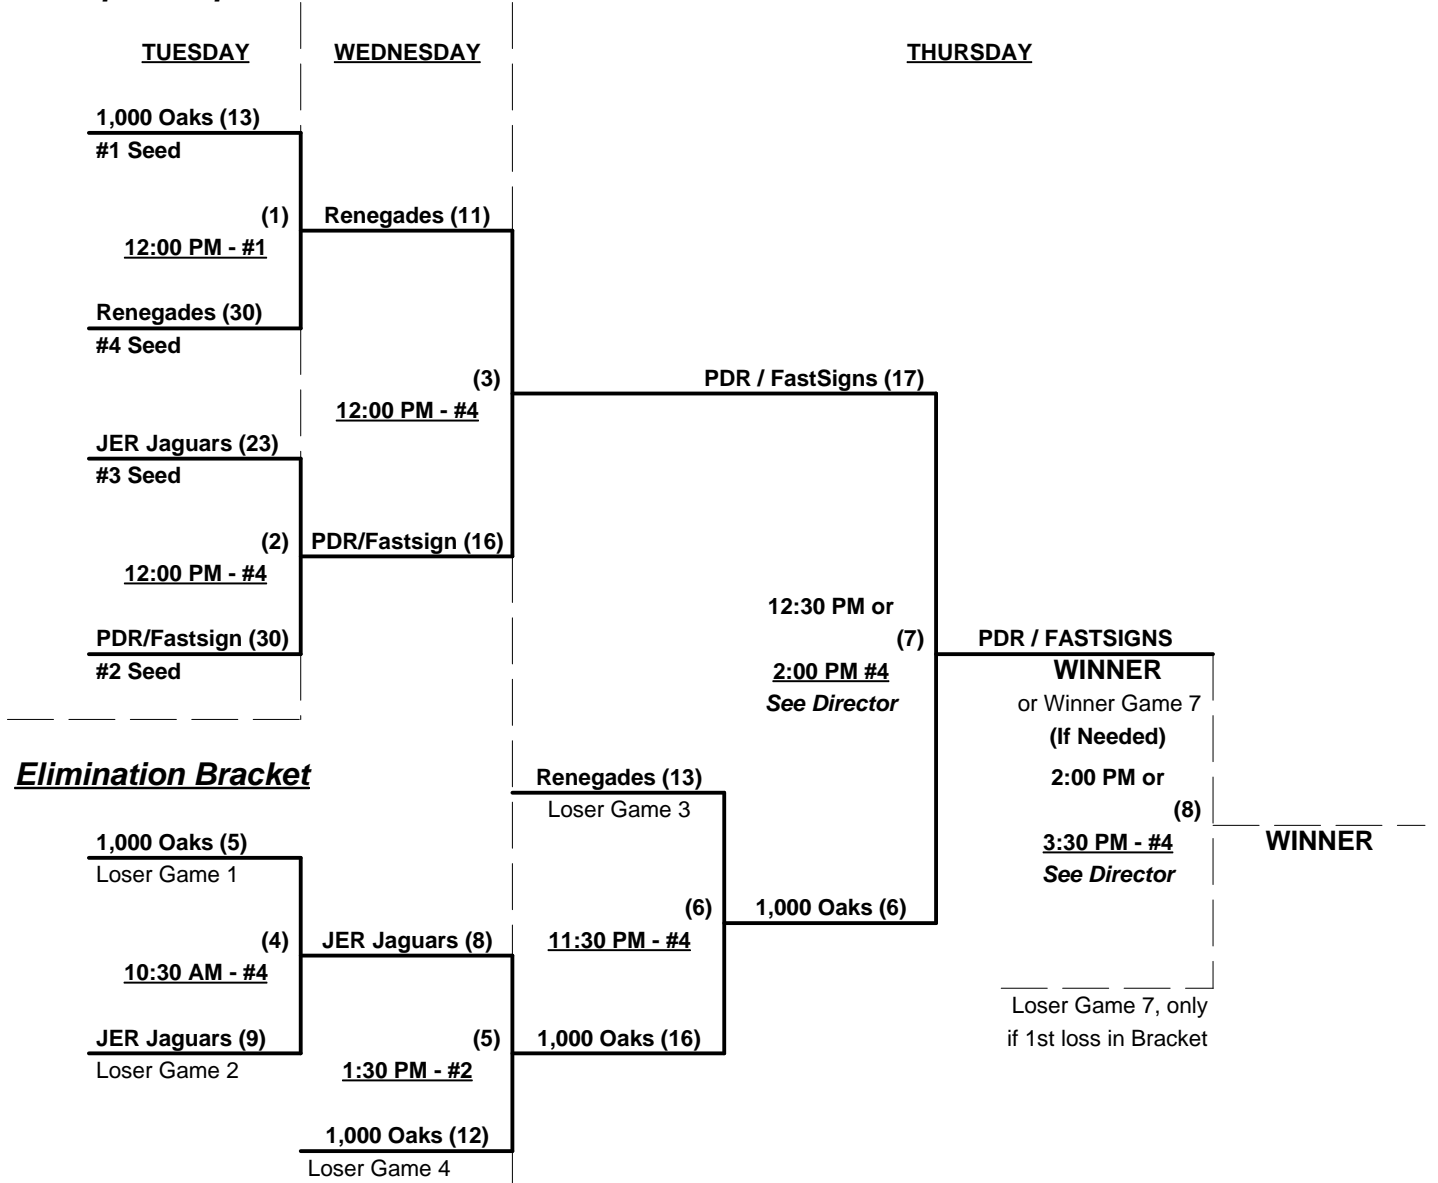 TUESDAY WEDNESDAY THURSDAY
1,000 Oaks (13)
#1 Seed
(1)
12:00 PM - #1
Renegades (11)
Renegades (30)
#4 Seed
(3)
12:00 PM - #4
PDR / FastSigns (17)
JER Jaguars (23)
#3 Seed
(2)
12:00 PM - #4
PDR/Fastsign (16)
PDR/Fastsign (30)
#2 Seed
12:30 PM or
(7)
2:00 PM #4
See Director
PDR / FASTSIGNS
WINNER
or Winner Game 7
(If Needed)
2:00 PM or
(8)
3:30 PM - #4
See Director
WINNER
Loser Game 7, only
if 1st loss in Bracket
Elimination Bracket
Renegades (13)
Loser Game 3
1,000 Oaks (5)
Loser Game 1
(4)
10:30 AM - #4
JER Jaguars (8)
(6)
11:30 PM - #4
1,000 Oaks (6)
JER Jaguars (9)
Loser Game 2
(5)
1:30 PM - #2
1,000 Oaks (16)
1,000 Oaks (12)
Loser Game 4